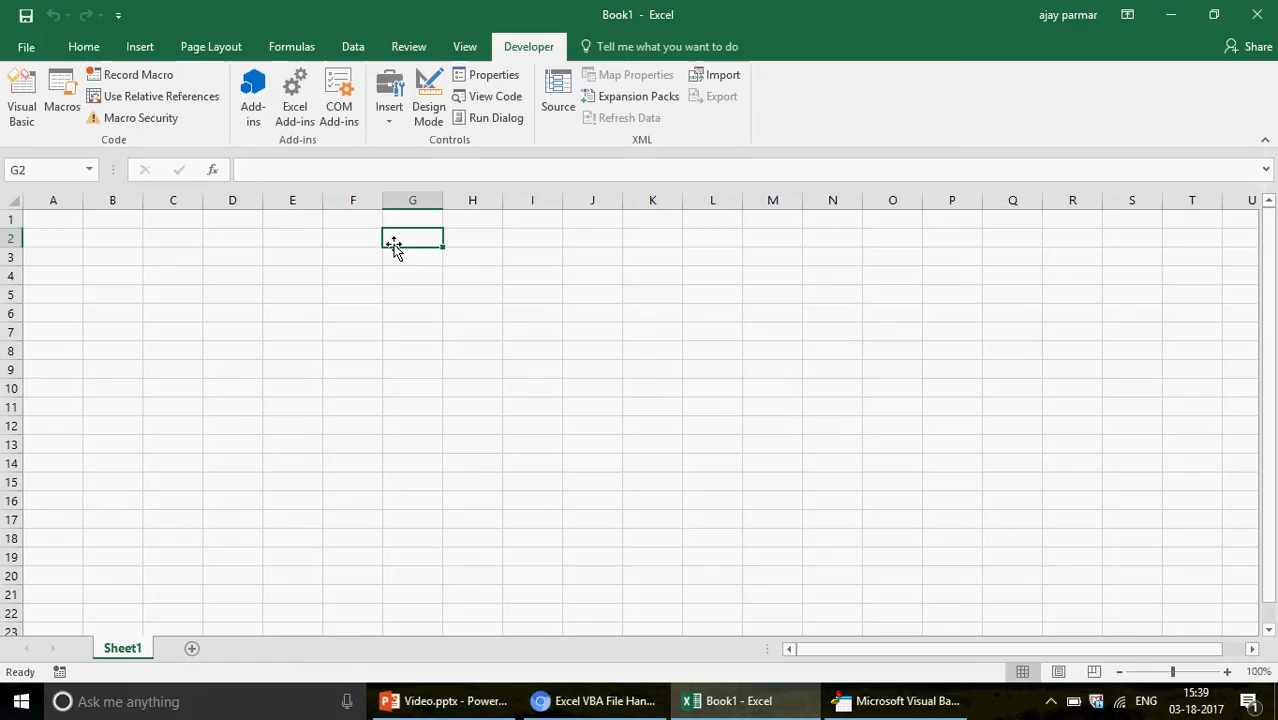 Book1 - Excel
ajay parmar
File Home Insert Page Layout Formulas Data Review View Developer Tell me what you want to do Share
Visual Basic
Macros
Record Macro
Use Relative References
Macro Security
Code
Add-ins
Excel Add-ins
COM Add-ins
Add-ins
Insert
Design Mode
Properties
View Code
Run Dialog
Controls
Source
Map Properties
Expansion Packs
Refresh Data
Import
Export
XML
G2 fx
A B C D E F G H I J K L M N O P Q R S T U
1
2
3
4
5
6
7
8
9
10
11
12
13
14
15
16
17
18
19
20
21
22
23
Sheet1
Ready 100%
Ask me anything Video.pptx - Power... Excel VBA File Han... Book1 - Excel Microsoft Visual Ba... ENG 15:39
03-18-2017 1